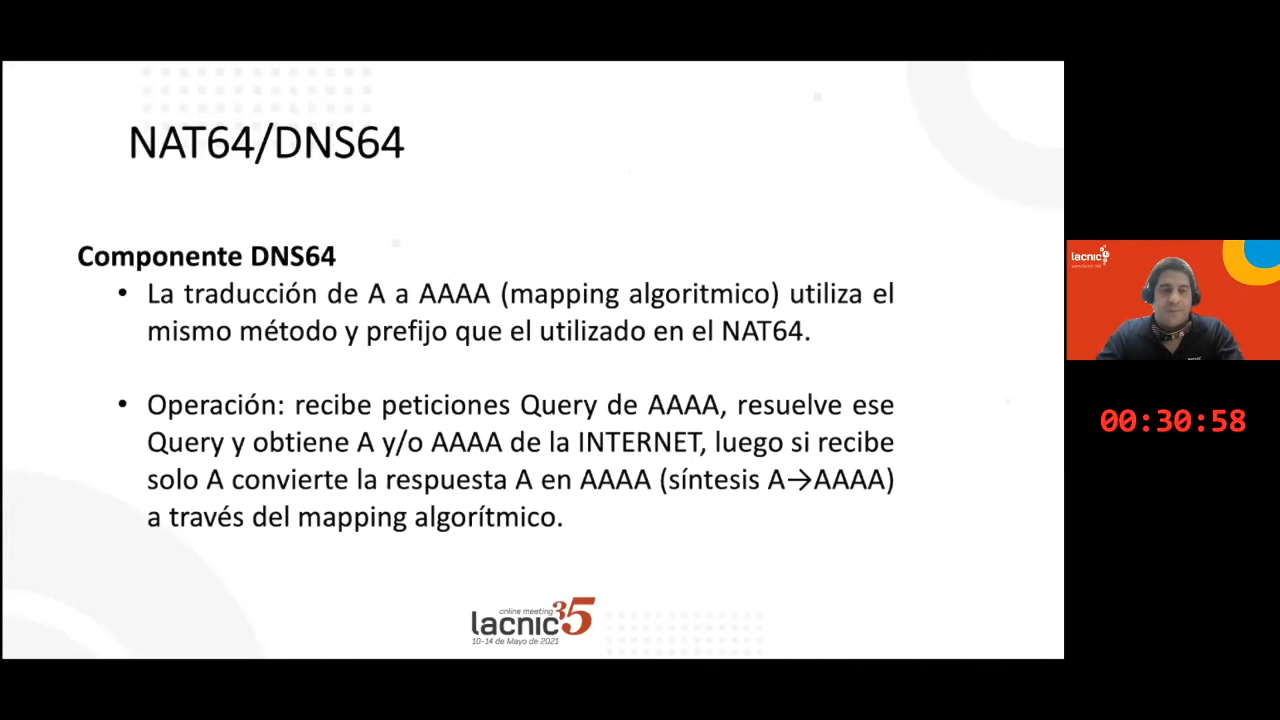 NAT64/DNS64
Componente DNS64
• La traducción de A a AAAA (mapping algoritmico) utiliza el
mismo método y prefijo que el utilizado en el NAT64.
• Operación: recibe peticiones Query de AAAA, resuelve ese
Query y obtiene A y/o AAAA de la INTERNET, luego si recibe
solo A convierte la respuesta A en AAAA (síntesis A→AAAA)
a través del mapping algorítmico.
online meeting
lacnic35
10-14 de Mayo de 2021
lacnic
www.lacnic.net
00:30:58